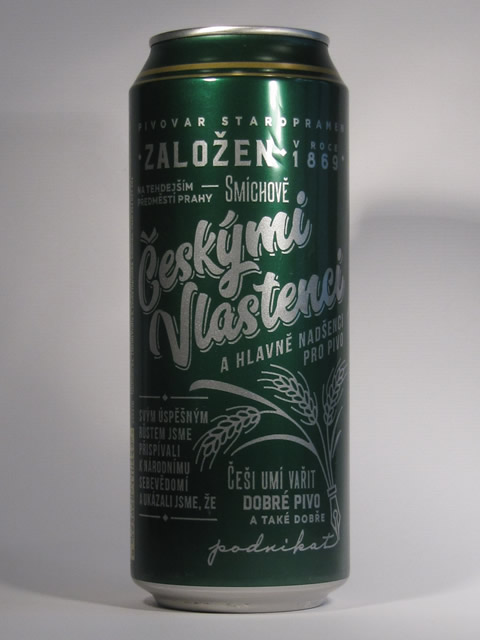 PIVOVAR STAROPRAMEN
ZALOŽEN V ROCE 1869
NA TEHDEJŠÍM PŘEDMĚSTÍ PRAHY — SMÍCHOVĚ
Českými
Vlastenci
A HLAVNĚ NADŠENCI
PRO PIVO
SVÝM ÚSPĚŠNÝM
RŮSTEM JSME
PŘISPÍVALI
K NÁRODNÍMU
SEBEVĚDOMÍ
A DOKÁZALI JSME, ŽE
ČEŠI UMÍ VAŘIT
DOBRÉ PIVO
A TAKÉ DOBŘE
podnikat